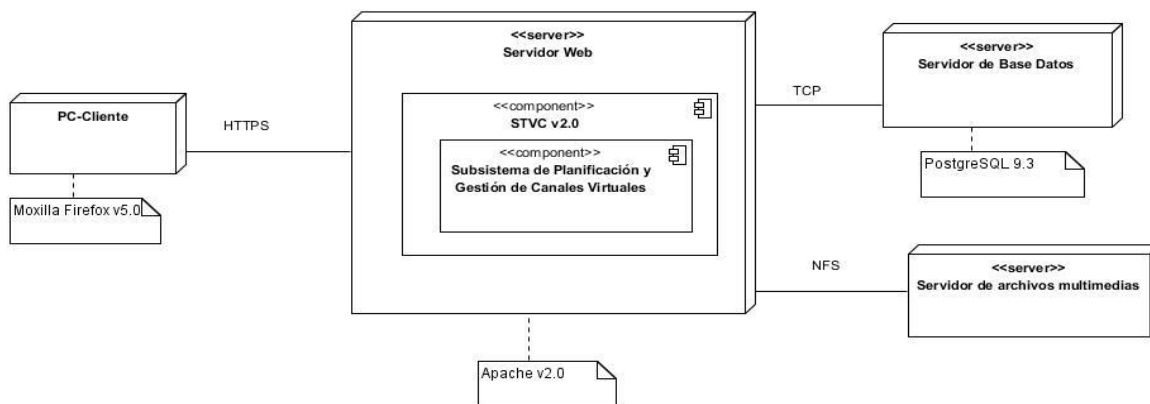 PC-Cliente
Moxilla Firefox v5.0
HTTPS
<<server>>
Servidor Web
<<component>>
STVC v2.0
<<component>>
Subsistema de Planificación y
Gestión de Canales Virtuales
Apache v2.0
TCP
<<server>>
Servidor de Base Datos
PostgreSQL 9.3
NFS
<<server>>
Servidor de archivos multimedias